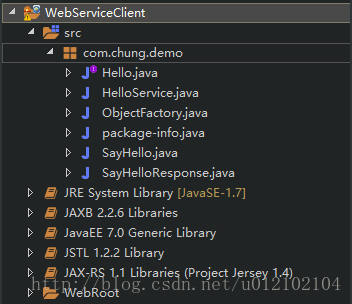 WebServiceClient
src
com.chung.demo
Hello.java
HelloService.java
ObjectFactory.java
package-info.java
SayHello.java
SayHelloResponse.java
JRE System Library [JavaSE-1.7]
JAXB 2.2.6 Libraries
JavaEE 7.0 Generic Library
JSTL 1.2.2 Library
JAX-RS 1.1 Libraries (Project Jersey 1.4)
http://blog.csdn.net/u012102104
WebRoot